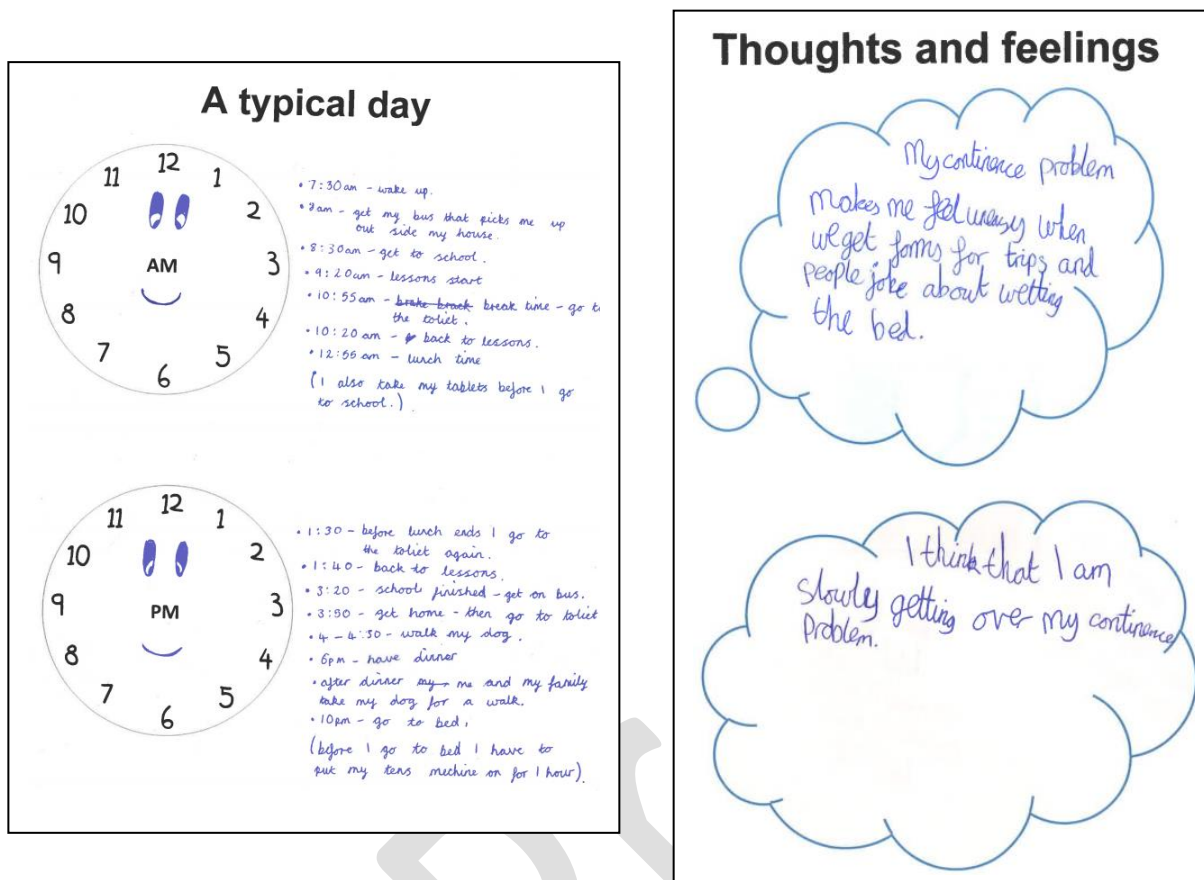 A typical day
12
11
1
10
2
9
AM
3
8
4
7
5
6
• 7:30am - wake up.
• 8am - get my bus that picks me up
out side my house.
• 8:30am - get to school.
• 9:20am - lessons start
• 10:55am - brake brack break time - go t
the toliet.
• 10:20 am - back to lessons.
• 12:55 am - lunch time
(I also take my tablets before I go
to school.)
12
11
1
10
2
9
PM
3
8
4
7
5
6
• 1:30 - before lunch ends I go to
the toliet again.
• 1:40 - back to lessons.
• 3:20 - school finished - get on bus.
• 3:50 - get home - then go to toliet
• 4 - 4:30 - walk my dog.
• 6pm - have dinner
• after dinner my me and my family
take my dog for a walk.
• 10pm - go to bed.
(before I go to bed I have to
put my tens mechine on for 1 hour).
Thoughts and feelings
My continence problem
makes me feel uneasy when
we get forms for trips and
people joke about wetting
the bed.
I think that I am
slowly getting over my continence
problem.